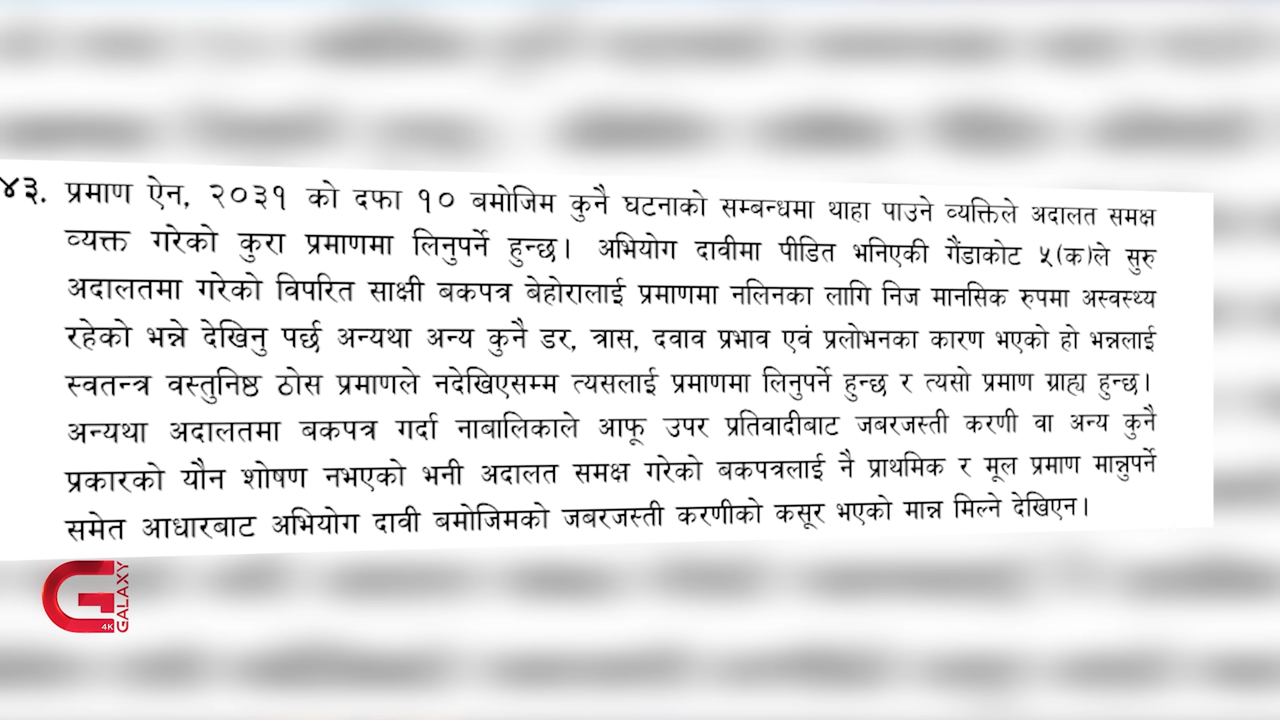 ४३. प्रमाण ऐन, २०३१ को दफा १० बमोजिम कुनै घटनाको सम्बन्धमा थाहा पाउने व्यक्तिले अदालत समक्ष
व्यक्त गरेको कुरा प्रमाणमा लिनुपर्ने हुन्छ। अभियोग दावीमा पीडित भनिएकी गैंडाकोट ५(क)ले सुरु
अदालतमा गरेको विपरित साक्षी बकपत्र बेहोरालाई प्रमाणमा नलिनका लागि निज मानसिक रुपमा अस्वस्थ्य
रहेको भन्ने देखिनु पर्छ अन्यथा अन्य कुनै डर, त्रास, दवाव प्रभाव एवं प्रलोभनका कारण भएको हो भन्नलाई
स्वतन्त्र वस्तुनिष्ठ ठोस प्रमाणले नदेखिएसम्म त्यसलाई प्रमाणमा लिनुपर्ने हुन्छ र त्यसो प्रमाण ग्राह्य हुन्छ।
अन्यथा अदालतमा बकपत्र गर्दा नाबालिकाले आफू उपर प्रतिवादीबाट जबरजस्ती करणी वा अन्य कुनै
प्रकारको यौन शोषण नभएको भनी अदालत समक्ष गरेको बकपत्रलाई नै प्राथमिक र मूल प्रमाण मान्नुपर्ने
समेत आधारबाट अभियोग दावी बमोजिमको जबरजस्ती करणीको कसूर भएको मान्न मिल्ने देखिएन।
G 4K GALAXY